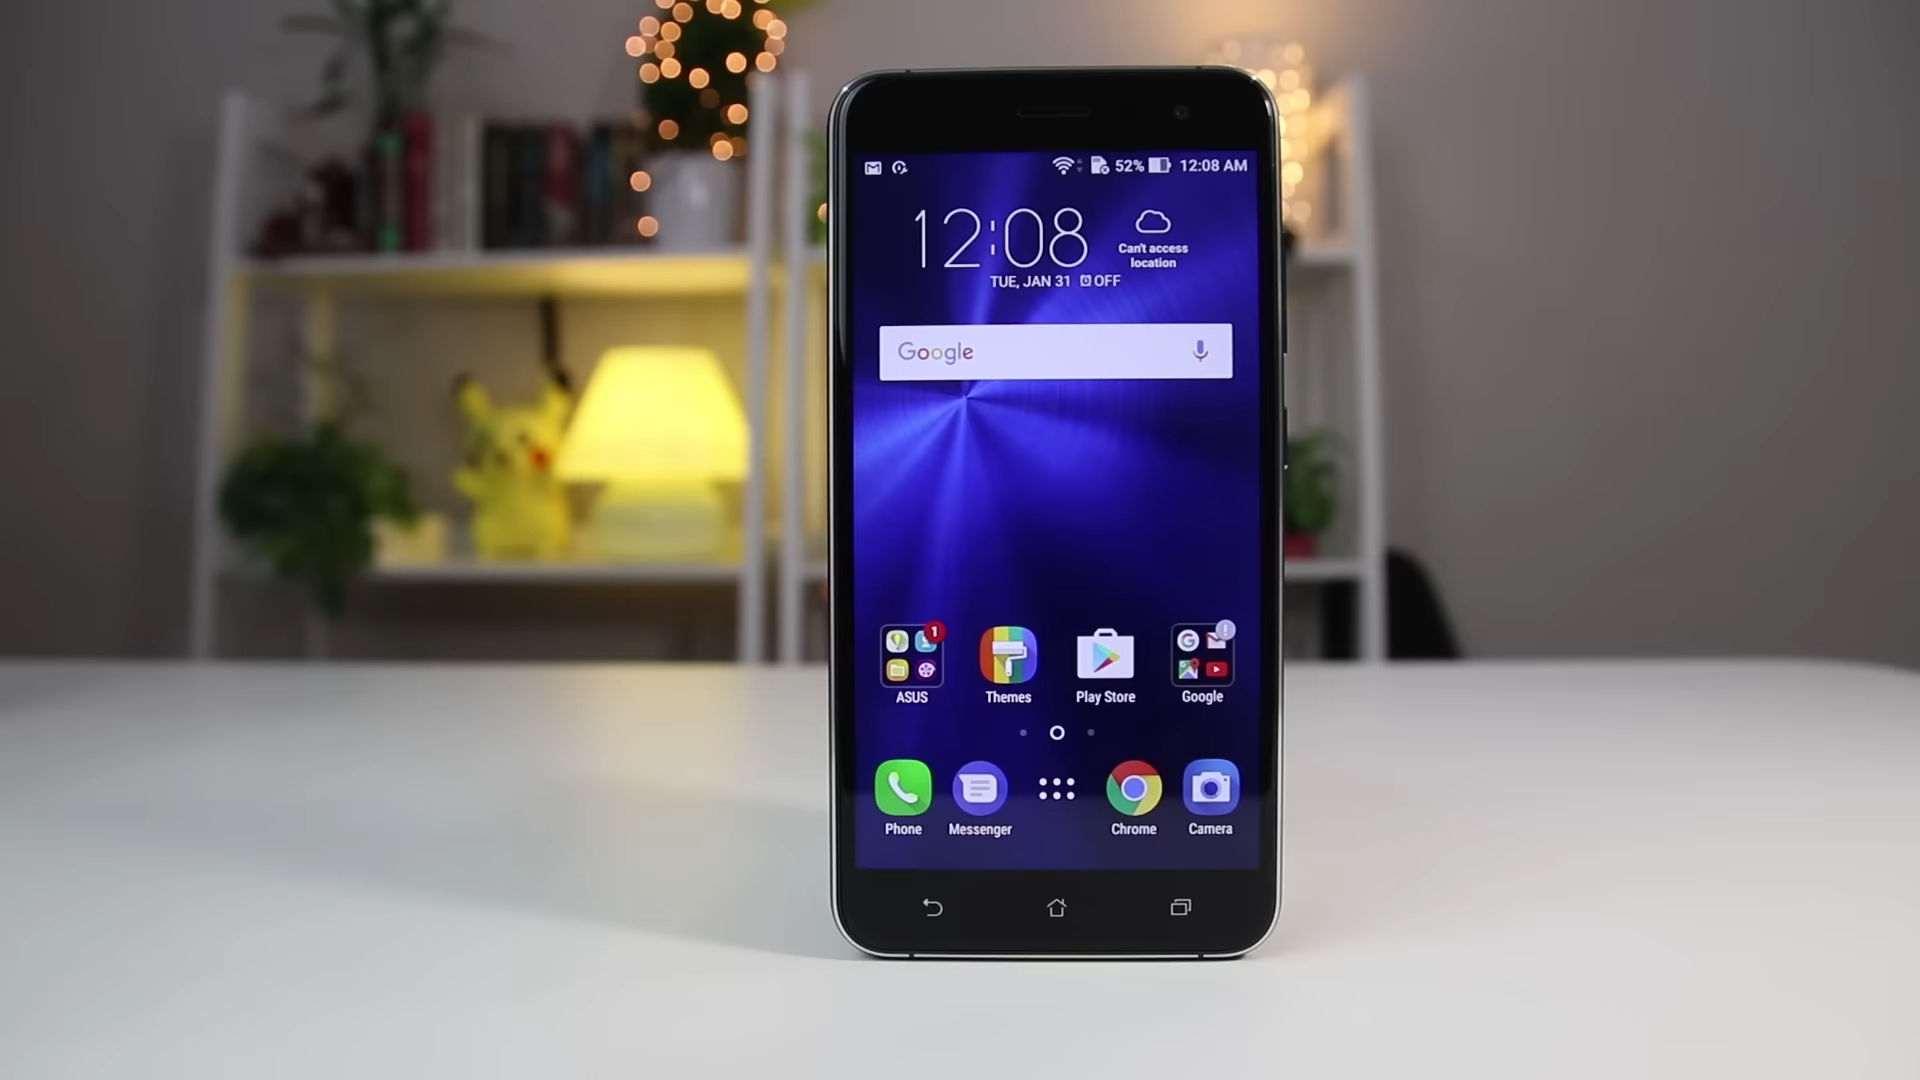 52% 12:08 AM
12:08
Can't access
location
TUE, JAN 31 OFF
Google
1
ASUS Themes Play Store Google
Phone Messenger Chrome Camera